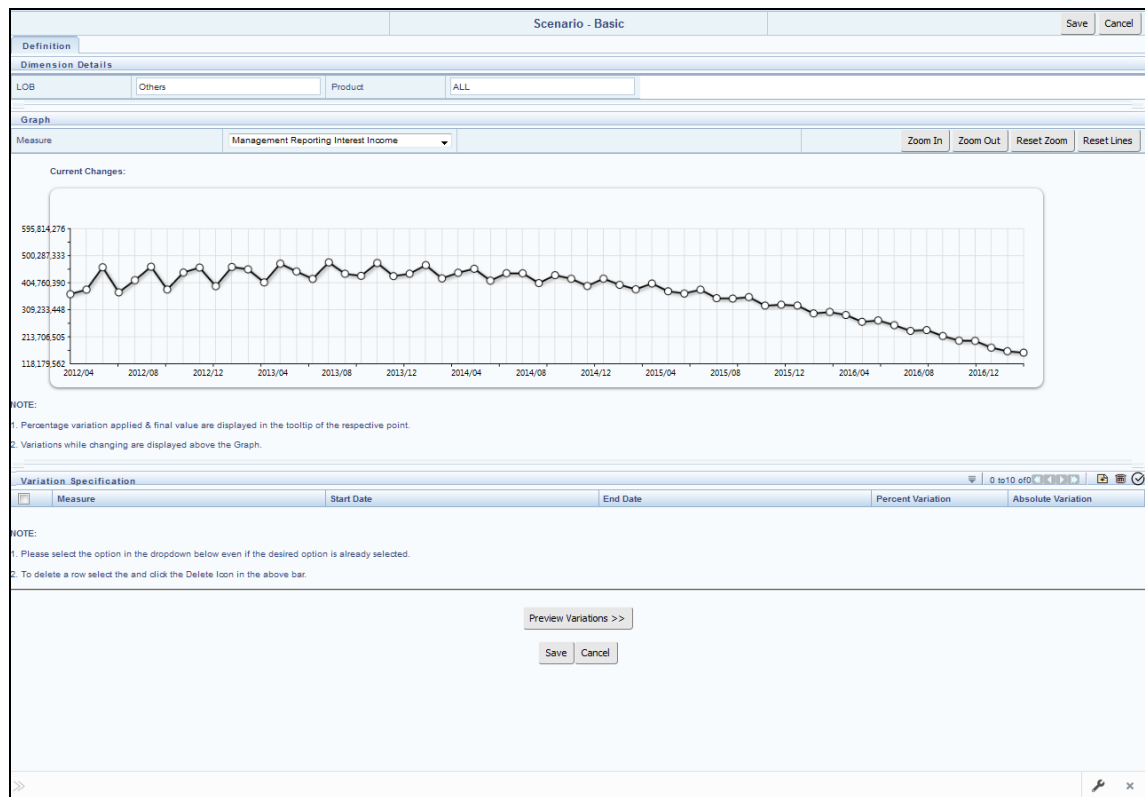 Scenario - Basic Save Cancel
Definition
Dimension Details
LOB Others Product ALL
Graph
Measure Management Reporting Interest Income Zoom In Zoom Out Reset Zoom Reset Lines
Current Changes:
595,814,276
500,287,333
404,760,390
309,233,448
213,706,505
118,179,562
2012/04 2012/08 2012/12 2013/04 2013/08 2013/12 2014/04 2014/08 2014/12 2015/04 2015/08 2015/12 2016/04 2016/08 2016/12
NOTE:
1. Percentage variation applied & final value are displayed in the tooltip of the respective point.
2. Variations while changing are displayed above the Graph.
Variation Specification 0 to10 of0
Measure Start Date End Date Percent Variation Absolute Variation
NOTE:
1. Please select the option in the dropdown below even if the desired option is already selected.
2. To delete a row select the and click the Delete Icon in the above bar.
Preview Variations >>
Save Cancel